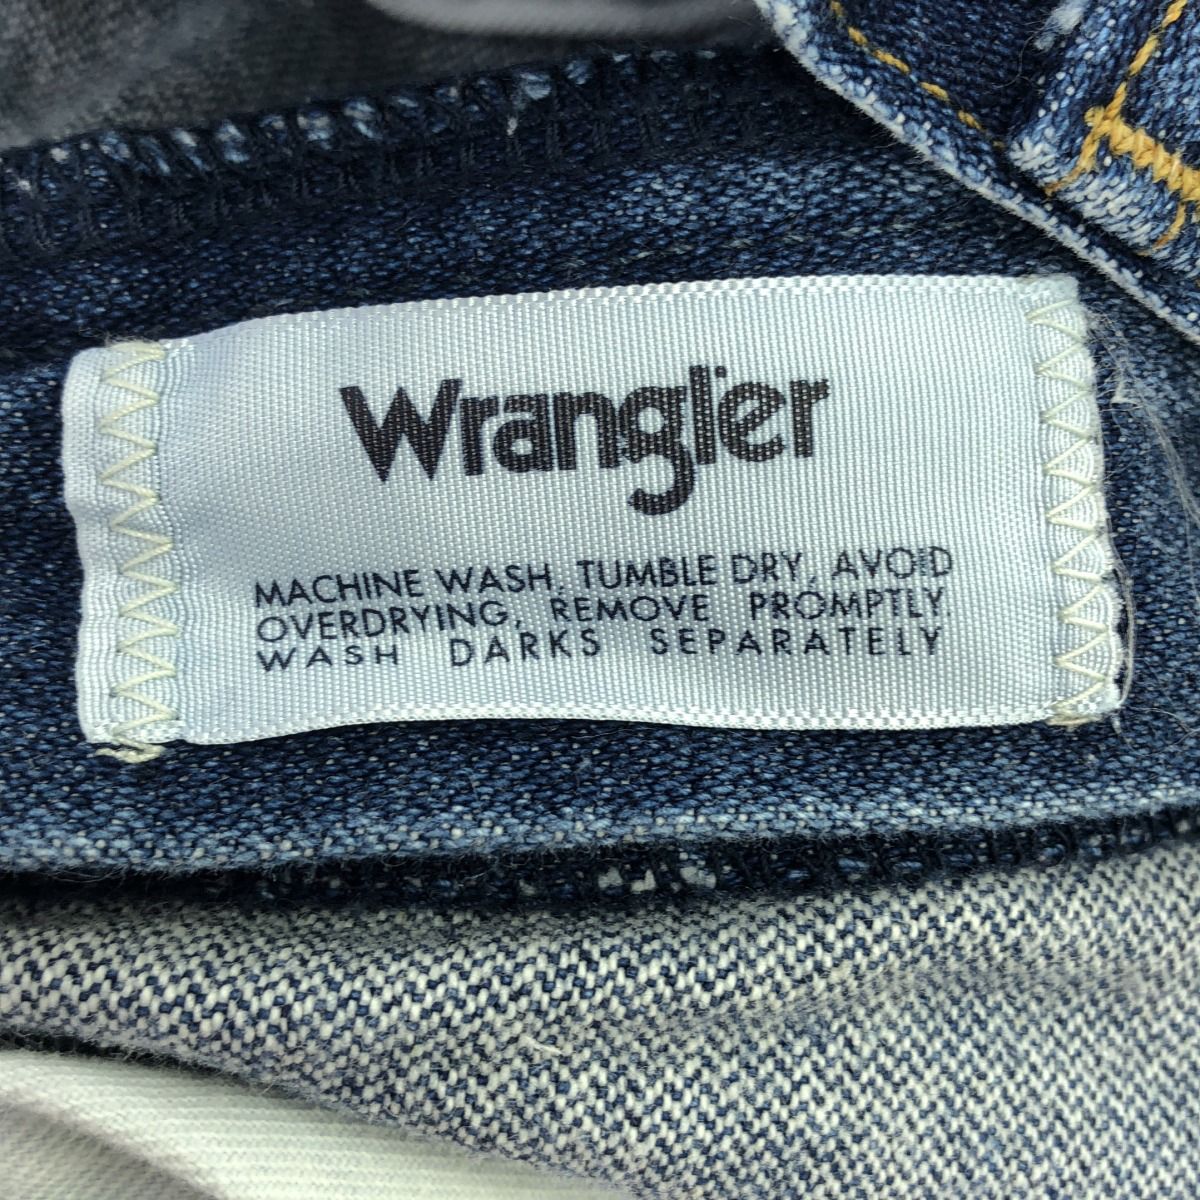 Wrangler
MACHINE WASH, TUMBLE DRY, AVOID
OVERDRYING, REMOVE PROMPTLY.
WASH DARKS SEPARATELY